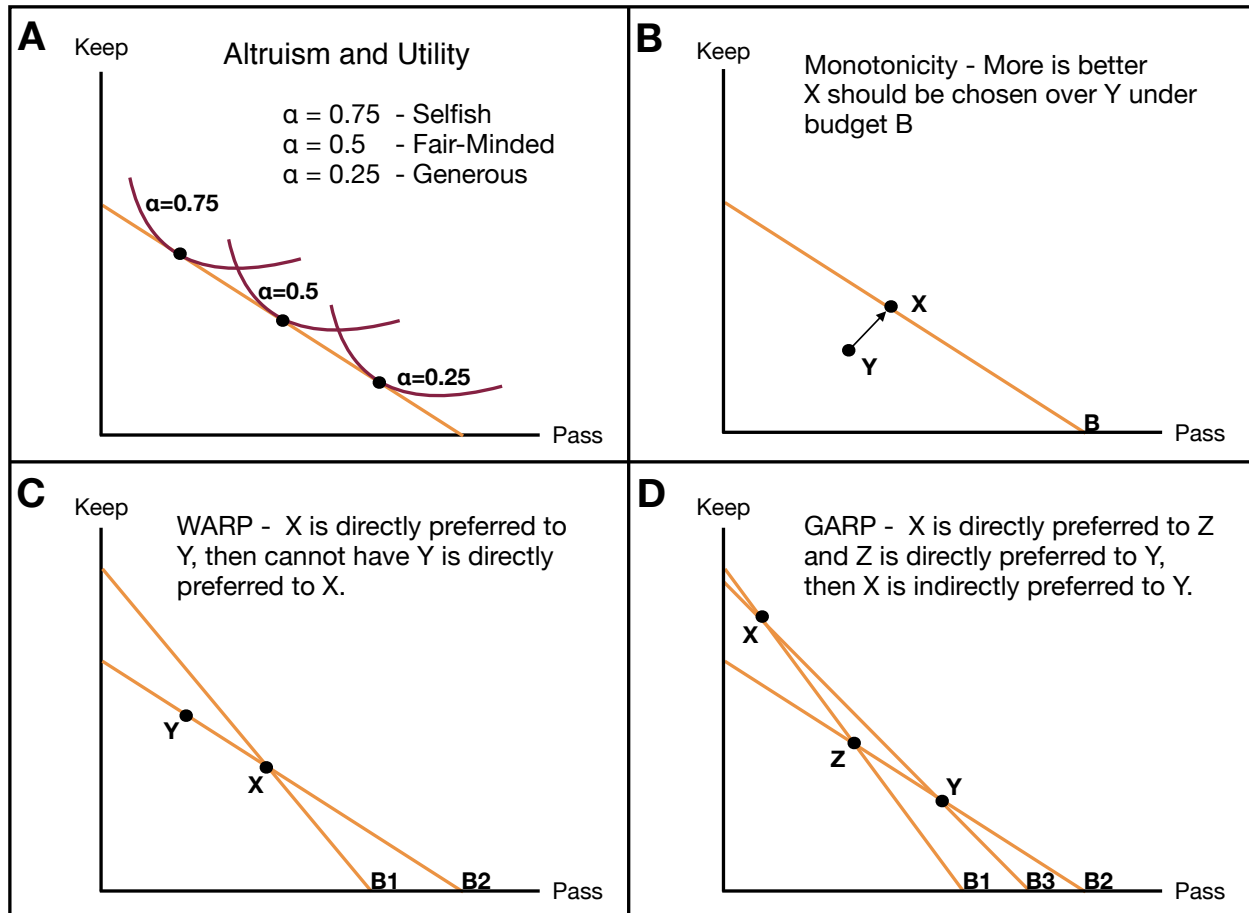 A
Keep
Altruism and Utility
α = 0.75 - Selfish
α = 0.5 - Fair-Minded
α = 0.25 - Generous
α=0.75
α=0.5
α=0.25
Pass
B
Keep
Monotonicity - More is better
X should be chosen over Y under
budget B
X
Y
B
Pass
C
Keep
WARP - X is directly preferred to
Y, then cannot have Y is directly
preferred to X.
Y
X
B1 B2
Pass
D
Keep
GARP - X is directly preferred to Z
and Z is directly preferred to Y,
then X is indirectly preferred to Y.
X
Z
Y
B1 B3 B2
Pass